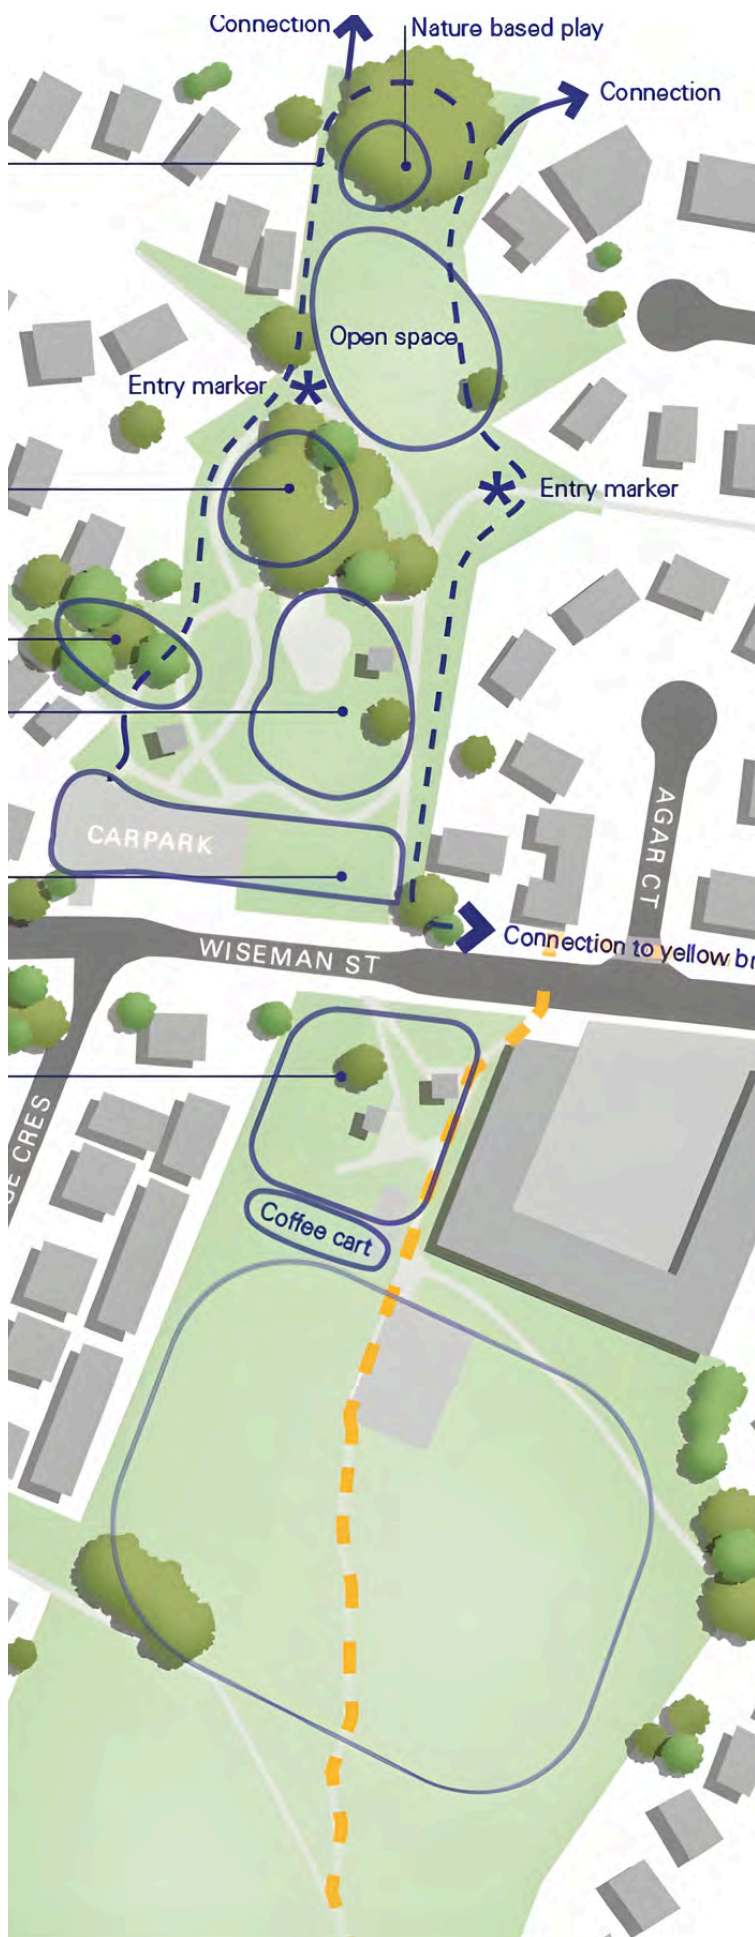 Connection
Nature based play
Connection
Open space
Entry marker
Entry marker
AGAR CT
CARPARK
WISEMAN ST
Connection to yellow
CRES
Coffee cart